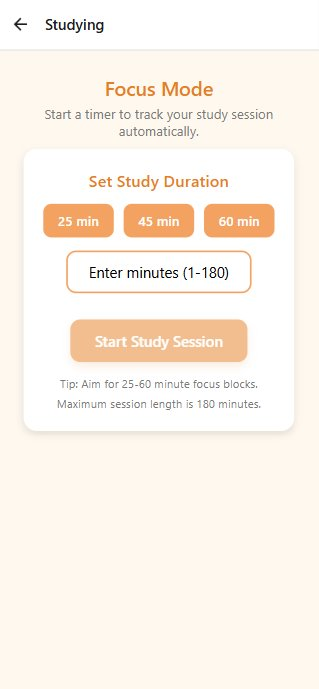 Studying
Focus Mode
Start a timer to track your study session
automatically.
Set Study Duration
25 min
45 min
60 min
Enter minutes (1-180)
Start Study Session
Tip: Aim for 25-60 minute focus blocks.
Maximum session length is 180 minutes.